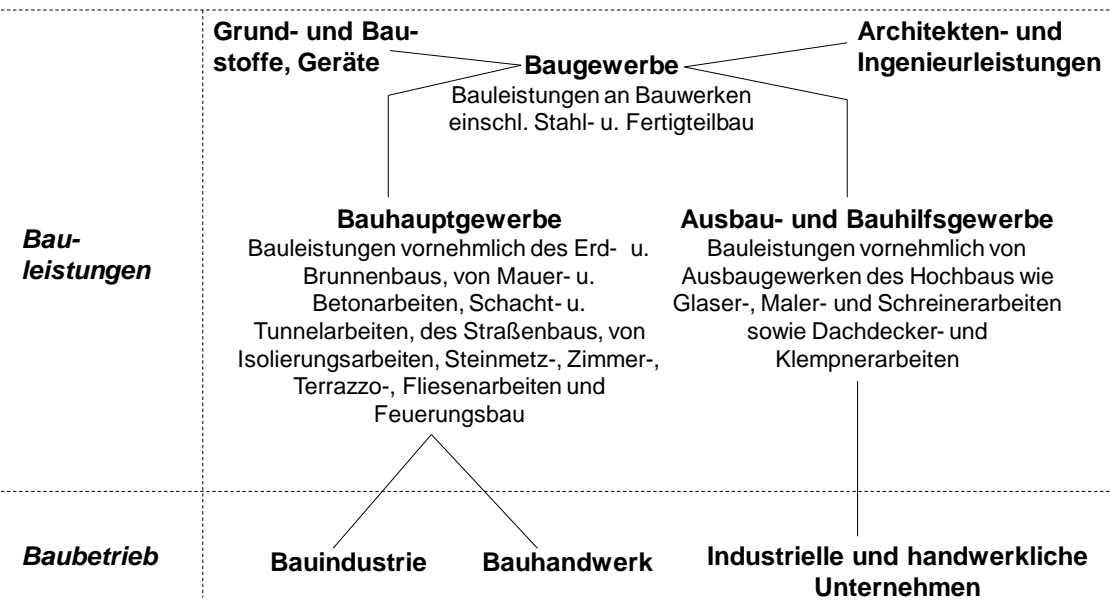 Grund- und Bau-
stoffe, Geräte
Architekten- und
Ingenieurleistungen
Baugewerbe
Bauleistungen an Bauwerken
einschl. Stahl- u. Fertigteilbau
Bau-
leistungen
Bauhauptgewerbe
Bauleistungen vornehmlich des Erd- u.
Brunnenbaus, von Mauer- u.
Betonarbeiten, Schacht- u.
Tunnelarbeiten, des Straßenbaus, von
Isolierungsarbeiten, Steinmetz-, Zimmer-,
Terrazzo-, Fliesenarbeiten und
Feuerungsbau
Ausbau- und Bauhilfsgewerbe
Bauleistungen vornehmlich von
Ausbaugewerken des Hochbaus wie
Glaser-, Maler- und Schreinerarbeiten
sowie Dachdecker- und
Klempnerarbeiten
Baubetrieb
Bauindustrie
Bauhandwerk
Industrielle und handwerkliche
Unternehmen